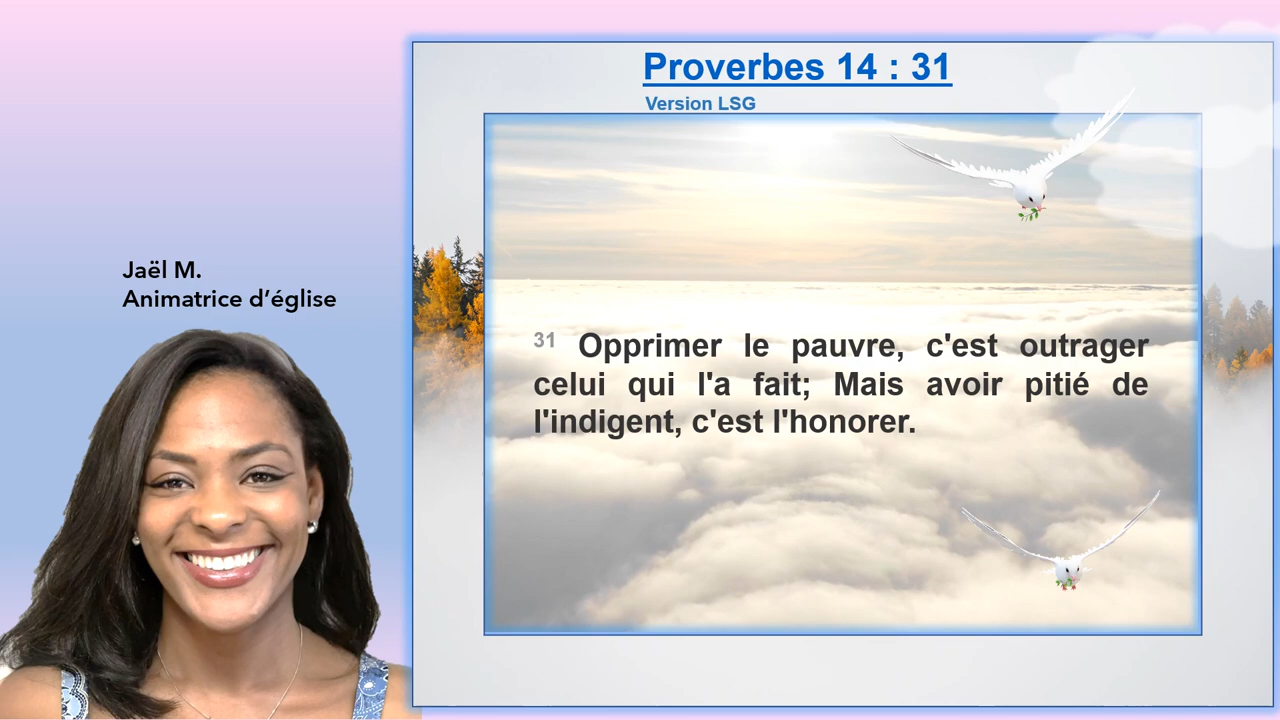 Proverbes 14 : 31
Version LSG
Jaël M.
Animatrice d’église
31 Opprimer le pauvre, c'est outrager
celui qui l'a fait; Mais avoir pitié de
l'indigent, c'est l'honorer.